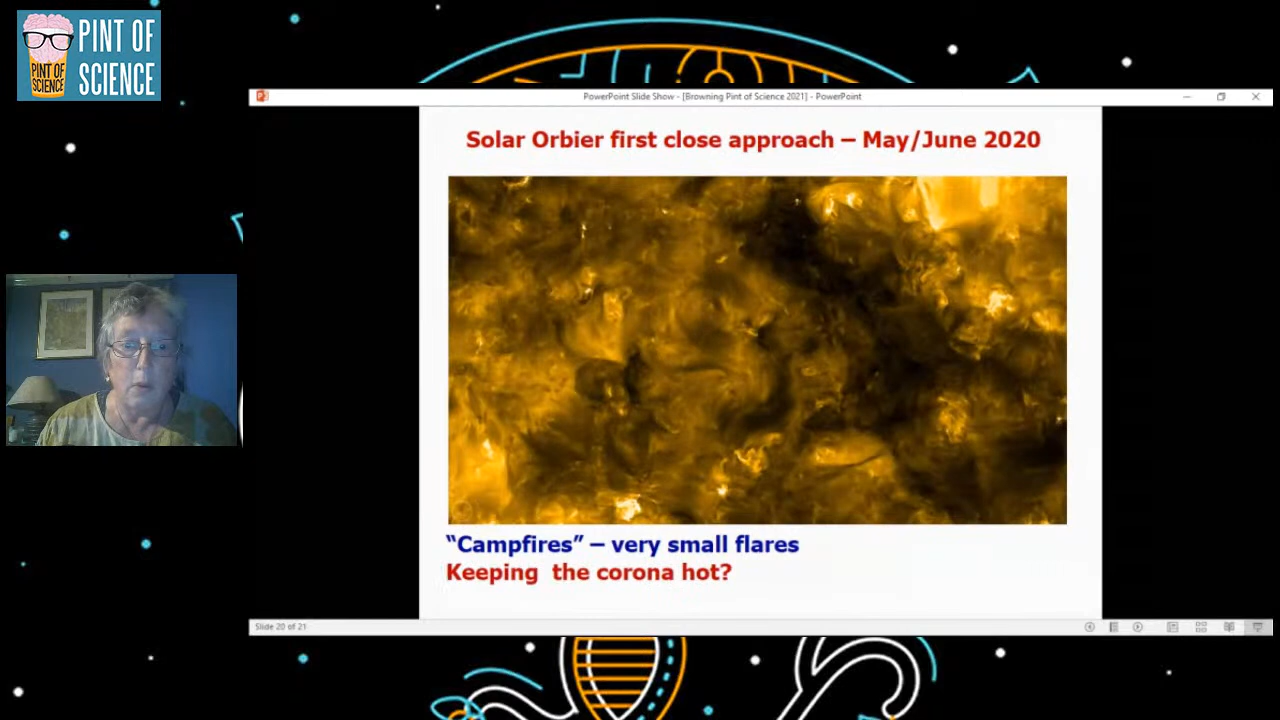 PINT OF
SCIENCE
PINT OF
SCIENCE
PowerPoint Slide Show - [Browning Pint of Science 2021] - PowerPoint
Solar Orbier first close approach – May/June 2020
“Campfires” – very small flares
Keeping the corona hot?
Slide 20 of 21